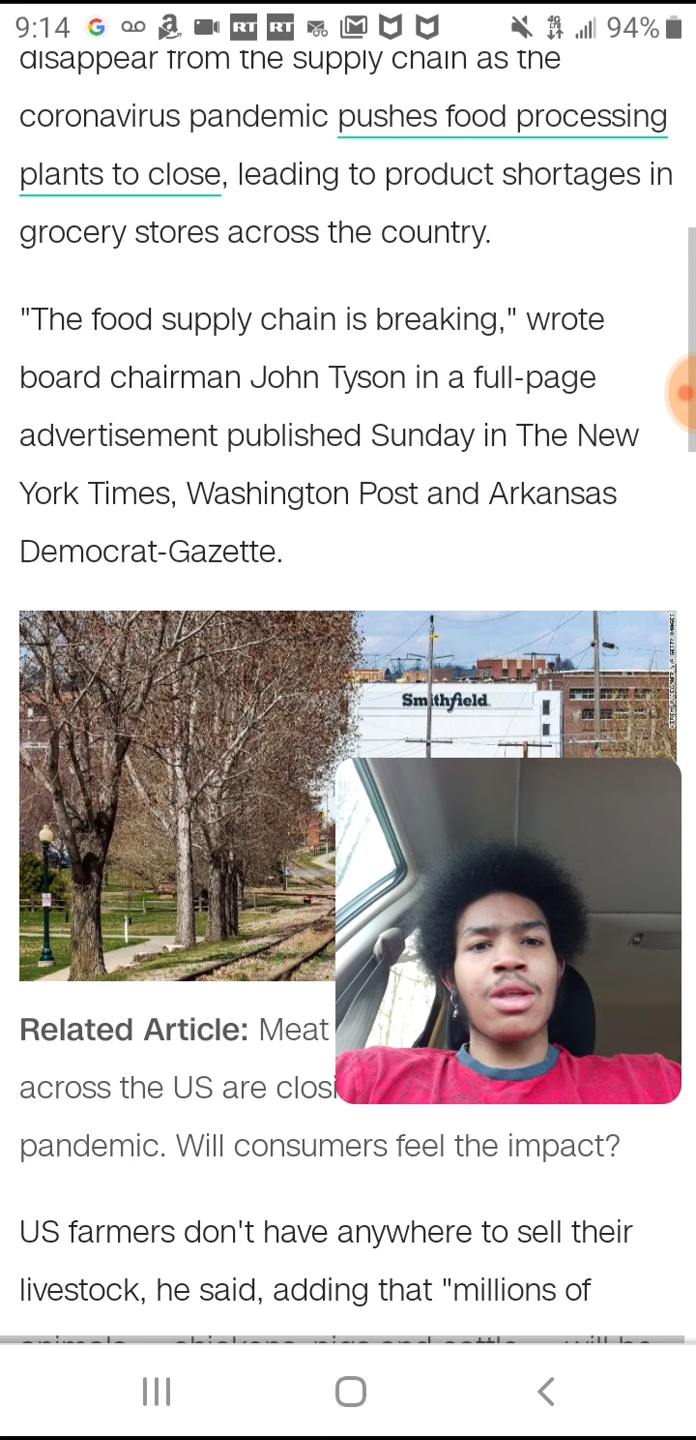 9:14
RT RT
4G
94%
disappear from the supply chain as the
coronavirus pandemic pushes food processing
plants to close, leading to product shortages in
grocery stores across the country.
"The food supply chain is breaking," wrote
board chairman John Tyson in a full-page
advertisement published Sunday in The New
York Times, Washington Post and Arkansas
Democrat-Gazette.
Smithfield.
Related Article: Meat
across the US are closi
pandemic. Will consumers feel the impact?
US farmers don't have anywhere to sell their
livestock, he said, adding that "millions of